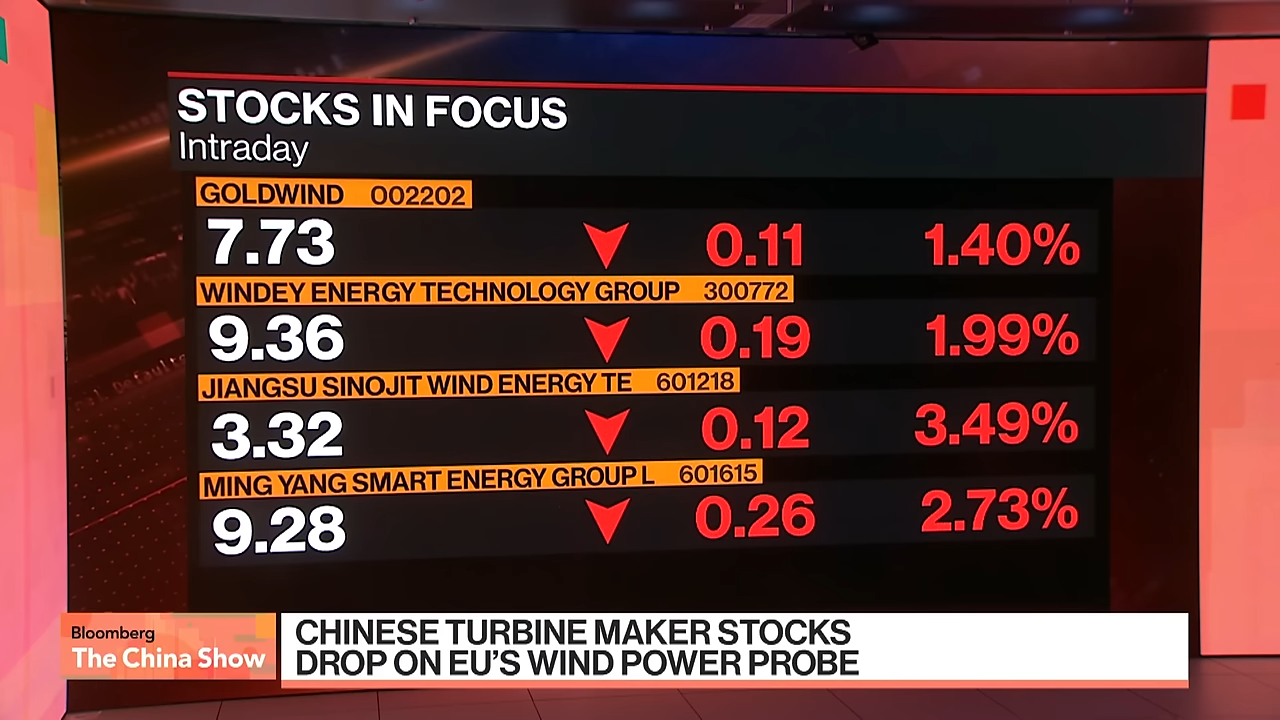 STOCKS IN FOCUS
Intraday
GOLDWIND 002202
7.73 0.11 1.40%
WINDEY ENERGY TECHNOLOGY GROUP 300772
9.36 0.19 1.99%
JIANGSU SINOJIT WIND ENERGY TE 601218
3.32 0.12 3.49%
MING YANG SMART ENERGY GROUP L 601615
9.28 0.26 2.73%
Bloomberg
The China Show
CHINESE TURBINE MAKER STOCKS
DROP ON EU'S WIND POWER PROBE